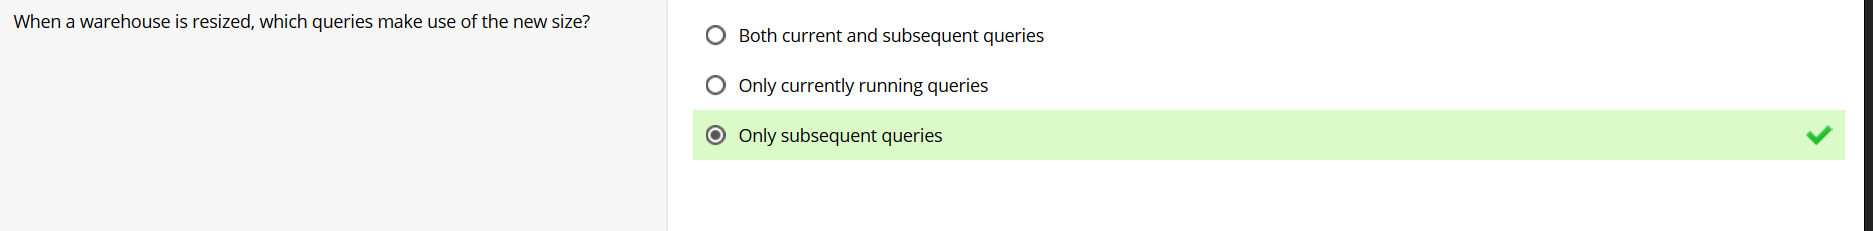 When a warehouse is resized, which queries make use of the new size?
Both current and subsequent queries
Only currently running queries
Only subsequent queries